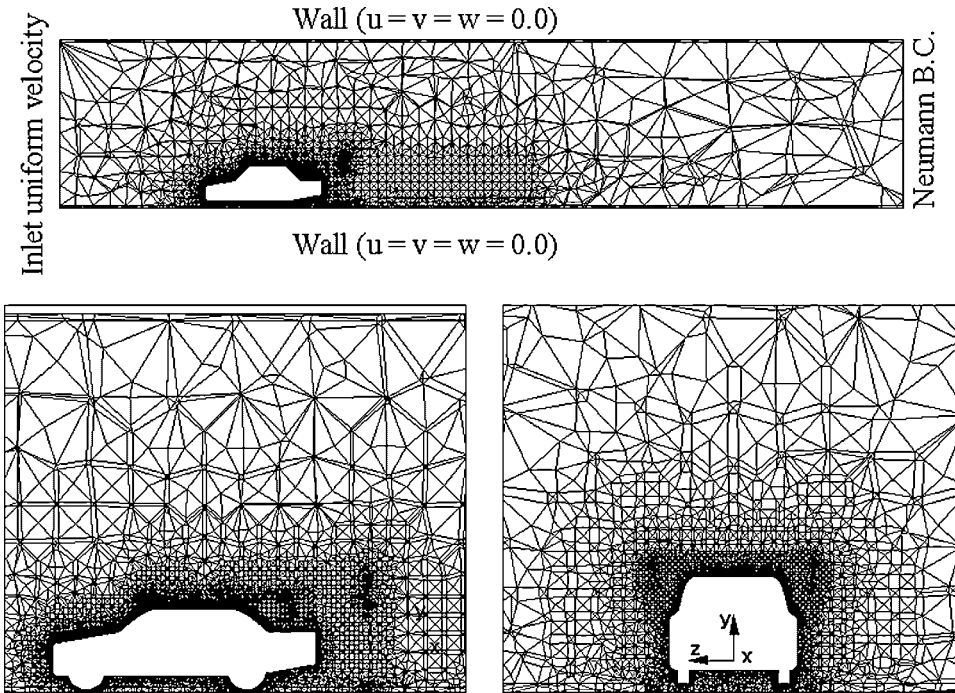 Wall (u = v = w = 0.0)
Inlet uniform velocity
Neumann B.C.
Wall (u = v = w = 0.0)
y
z
x